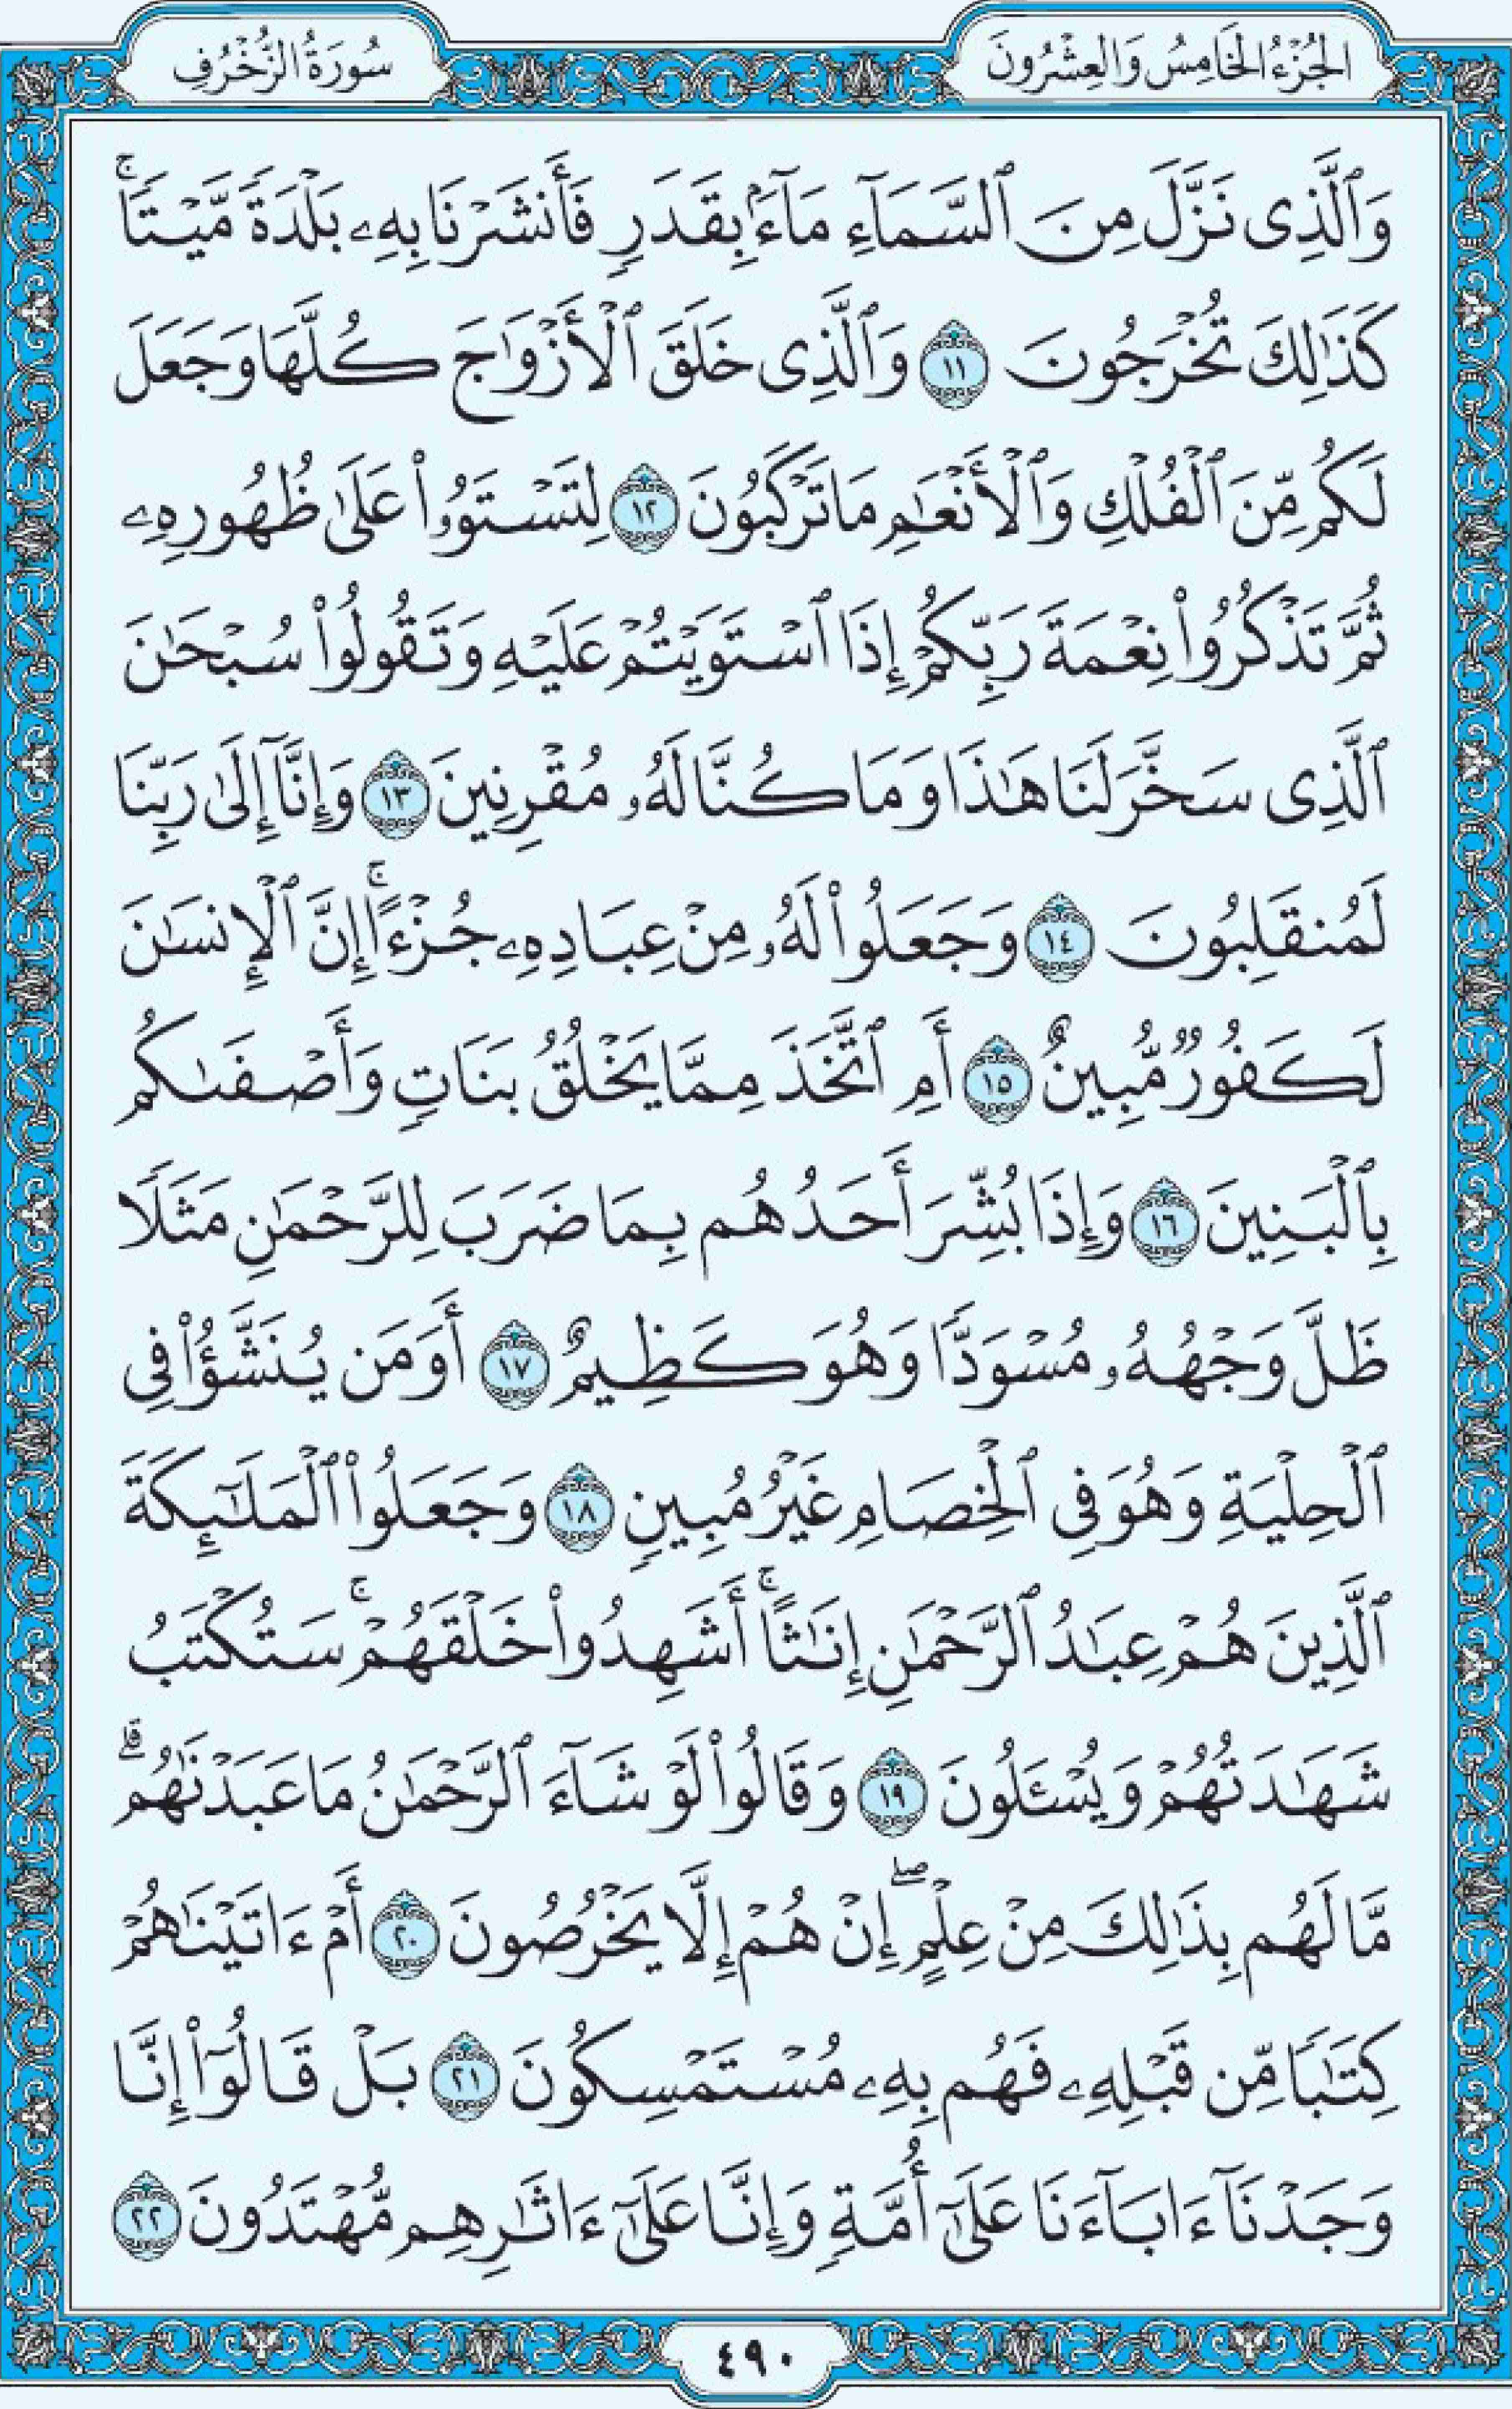 الجُزْءُ الخَامِسُ وَالعِشْرُونَ
سُورَةُ الزُّخْرُفِ
وَٱلَّذِى نَزَّلَ مِنَ ٱلسَّمَآءِ مَآءَۢ بِقَدَرٍ فَأَنشَرْنَا بِهِۦ بَلْدَةً مَّيْتًاۚ
كَذَٰلِكَ تُخْرَجُونَ ١١ وَٱلَّذِى خَلَقَ ٱلْأَزْوَٰجَ كُلَّهَا وَجَعَلَ
لَكُم مِّنَ ٱلْفُلْكِ وَٱلْأَنْعَٰمِ مَا تَرْكَبُونَ ١٢ لِتَسْتَوُۥا۟ عَلَىٰ ظُهُورِهِۦ
ثُمَّ تَذْكُرُوا۟ نِعْمَةَ رَبِّكُمْ إِذَا ٱسْتَوَيْتُمْ عَلَيْهِ وَتَقُولُوا۟ سُبْحَٰنَ
ٱلَّذِى سَخَّرَ لَنَا هَٰذَا وَمَا كُنَّا لَهُۥ مُقْرِنِينَ ١٣ وَإِنَّآ إِلَىٰ رَبِّنَا
لَمُنقَلِبُونَ ١٤ وَجَعَلُوا۟ لَهُۥ مِنْ عِبَادِهِۦ جُزْءًاۚ إِنَّ ٱلْإِنسَٰنَ
لَكَفُورٌ مُّبِينٌ ١٥ أَمِ ٱتَّخَذَ مِمَّا يَخْلُقُ بَنَاتٍ وَأَصْفَىٰكُم
بِٱلْبَنِينَ ١٦ وَإِذَا بُشِّرَ أَحَدُهُم بِمَا ضَرَبَ لِلرَّحْمَٰنِ مَثَلًا
ظَلَّ وَجْهُهُۥ مُسْوَدًّا وَهُوَ كَظِيمٌ ١٧ أَوَمَن يُنَشَّؤُا۟ فِى
ٱلْحِلْيَةِ وَهُوَ فِى ٱلْخِصَامِ غَيْرُ مُبِينٍ ١٨ وَجَعَلُوا۟ ٱلْمَلَٰٓئِكَةَ
ٱلَّذِينَ هُمْ عِبَٰدُ ٱلرَّحْمَٰنِ إِنَٰثًاۚ أَشَهِدُوا۟ خَلْقَهُمْۚ سَتُكْتَبُ
شَهَٰدَتُهُمْ وَيُسْـَٔلُونَ ١٩ وَقَالُوا۟ لَوْ شَآءَ ٱلرَّحْمَٰنُ مَا عَبَدْنَٰهُمۗ
مَّا لَهُم بِذَٰلِكَ مِنْ عِلْمٍۖ إِنْ هُمْ إِلَّا يَخْرُصُونَ ٢٠ أَمْ ءَاتَيْنَٰهُمْ
كِتَٰبًا مِّن قَبْلِهِۦ فَهُم بِهِۦ مُسْتَمْسِكُونَ ٢١ بَلْ قَالُوٓا۟ إِنَّا
وَجَدْنَآ ءَابَآءَنَا عَلَىٰٓ أُمَّةٍ وَإِنَّا عَلَىٰٓ ءَاثَٰرِهِم مُّهْتَدُونَ ٢٢
٤٩٠